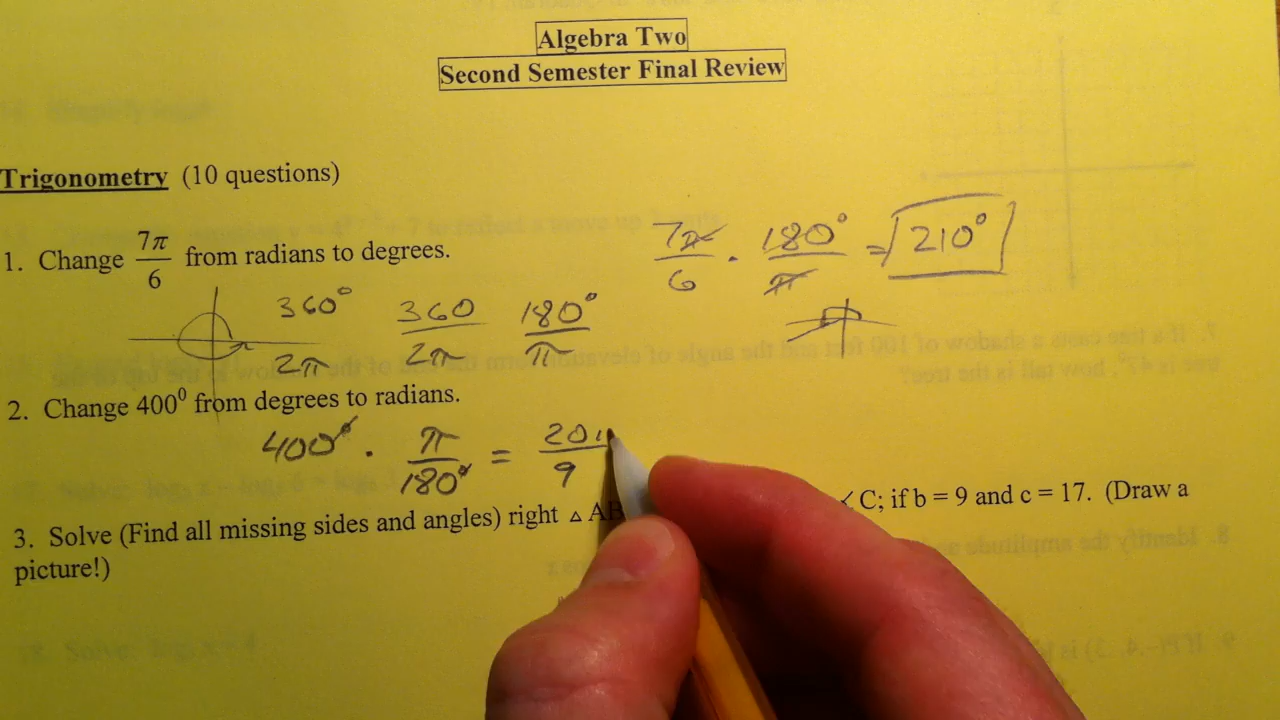 Algebra Two
Second Semester Final Review
Trigonometry (10 questions)
1. Change 7π/6 from radians to degrees.
7π/6 · 180°/π = 210°
360° 360/2π 180°/π
2π
2. Change 400⁰ from degrees to radians.
400° · π/180° = 20π/9
3. Solve (Find all missing sides and angles) right △AB ∢ C; if b = 9 and c = 17. (Draw a
picture!)